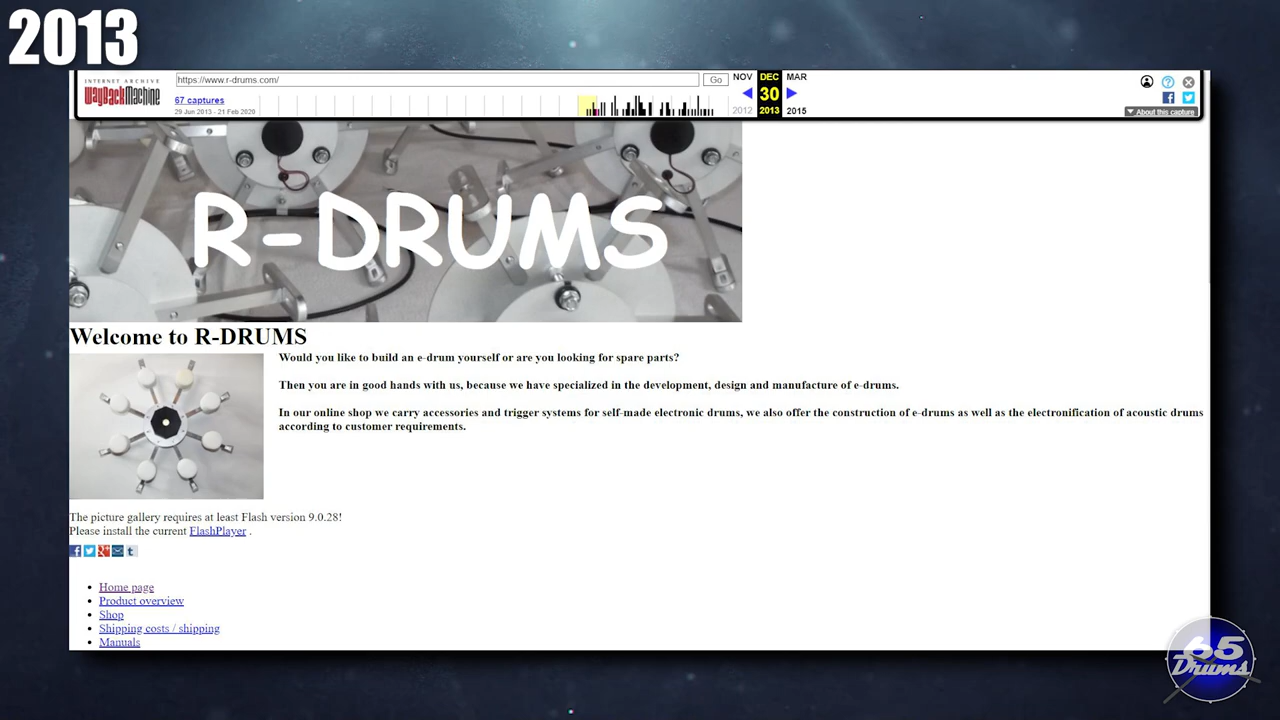 2013
INTERNET ARCHIVE
WayBackMachine
https://www.r-drums.com/
Go
NOV DEC MAR
67 captures
30
29 Jun 2013 - 21 Feb 2020
2012 2013 2015
About this capture
R-DRUMS
Welcome to R-DRUMS
Would you like to build an e-drum yourself or are you looking for spare parts?
Then you are in good hands with us, because we have specialized in the development, design and manufacture of e-drums.
In our online shop we carry accessories and trigger systems for self-made electronic drums, we also offer the construction of e-drums as well as the electronification of acoustic drums
according to customer requirements.
The picture gallery requires at least Flash version 9.0.28!
Please install the current FlashPlayer .
Home page
Product overview
Shop
Shipping costs / shipping
Manuals
65
Drums